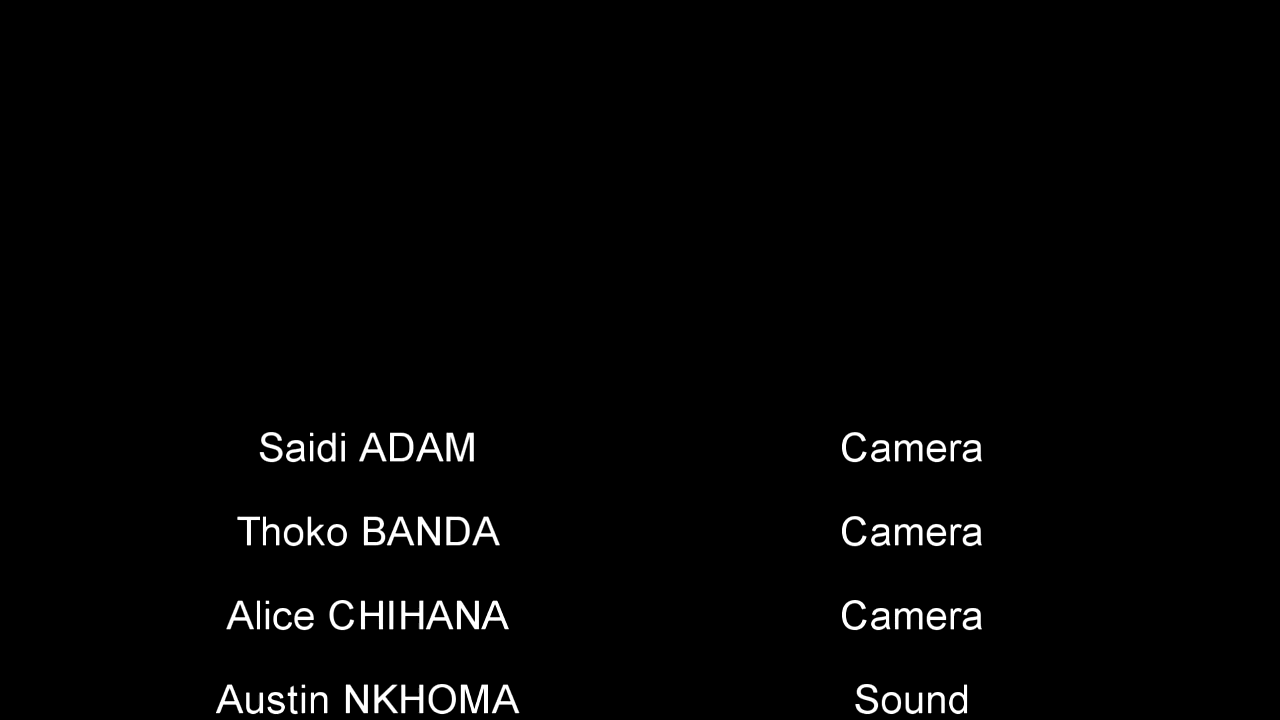 Saidi ADAM Camera
Thoko BANDA Camera
Alice CHIHANA Camera
Austin NKHOMA Sound